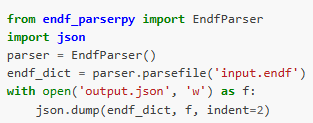 from endf_parserpy import EndfParser
import json
parser = EndfParser()
endf_dict = parser.parsefile('input.endf')
with open('output.json', 'w') as f:
    json.dump(endf_dict, f, indent=2)